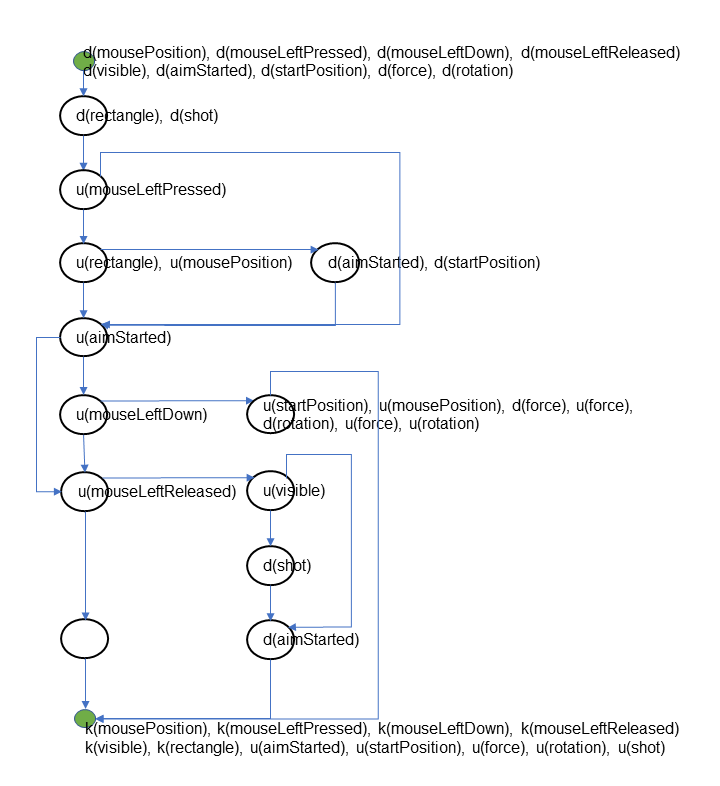 d(mousePosition), d(mouseLeftPressed), d(mouseLeftDown), d(mouseLeftReleased)
d(visible), d(aimStarted), d(startPosition), d(force), d(rotation)
d(rectangle), d(shot)
u(mouseLeftPressed)
u(rectangle), u(mousePosition)
d(aimStarted), d(startPosition)
u(aimStarted)
u(mouseLeftDown)
u(startPosition), u(mousePosition), d(force), u(force),
d(rotation), u(force), u(rotation)
u(mouseLeftReleased)
u(visible)
d(shot)
d(aimStarted)
k(mousePosition), k(mouseLeftPressed), k(mouseLeftDown), k(mouseLeftReleased)
k(visible), k(rectangle), u(aimStarted), u(startPosition), u(force), u(rotation), u(shot)